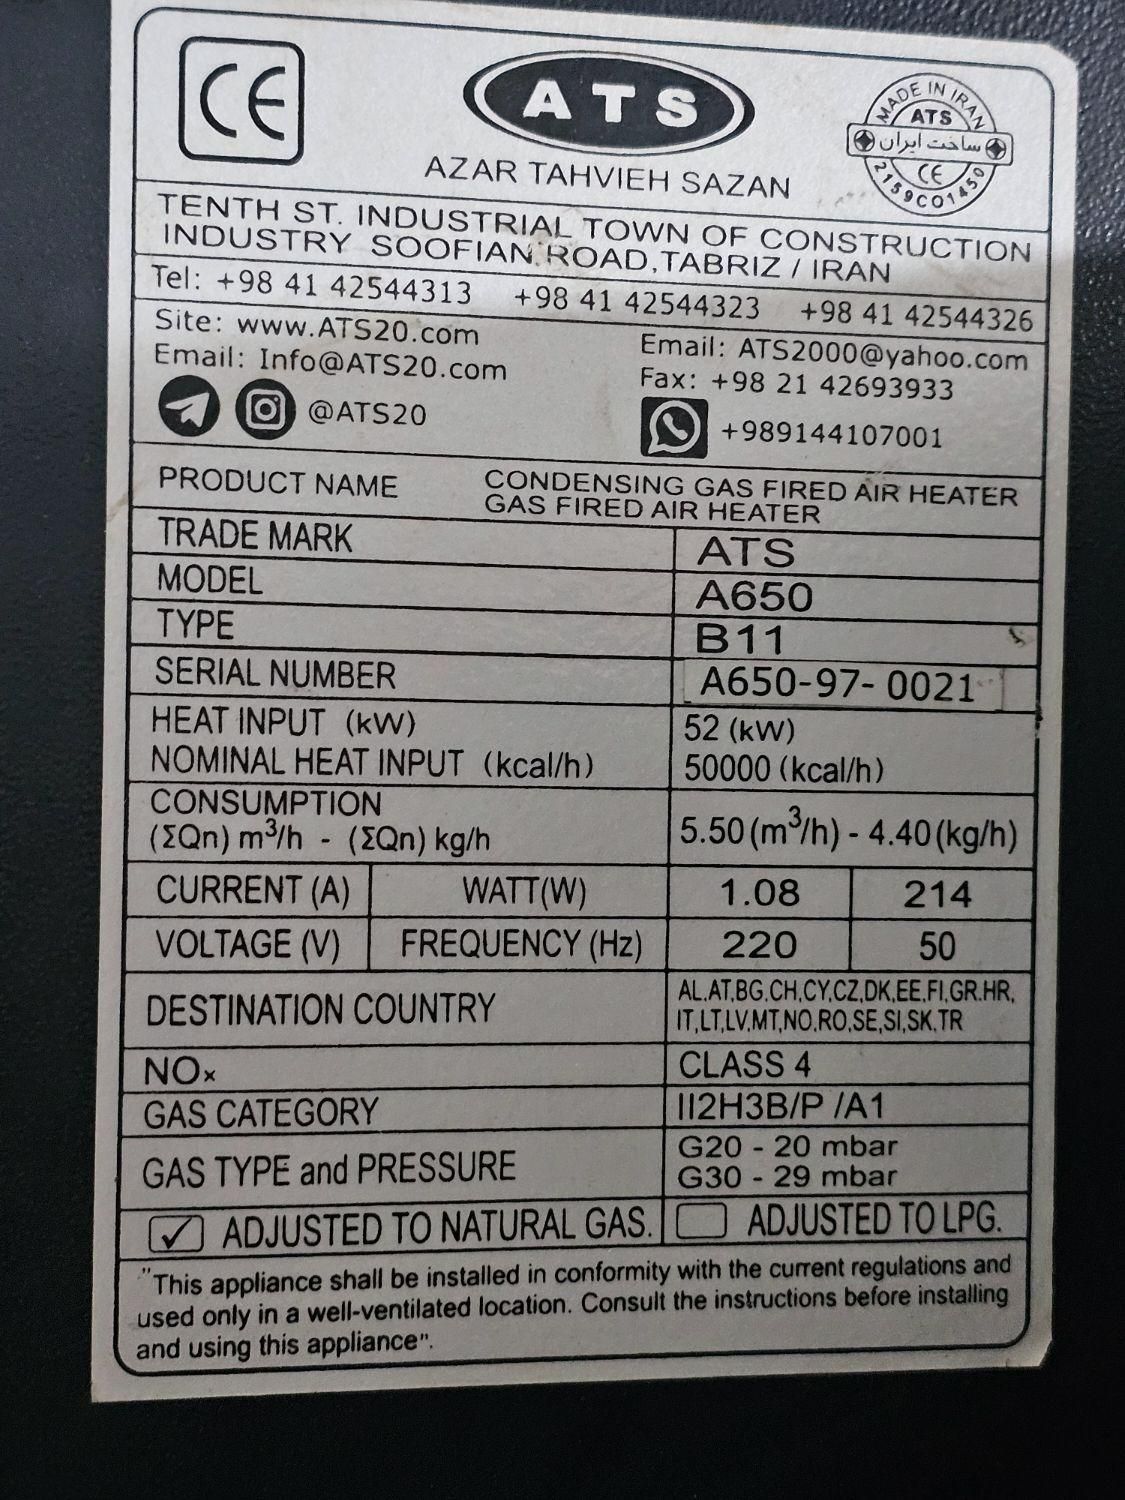 CE
ATS
AZAR TAHVIEH SAZAN
MADE IN IRAN
ATS
ساخت ایران
CE
2159CO1450
TENTH ST. INDUSTRIAL TOWN OF CONSTRUCTION
INDUSTRY SOOFIAN.ROAD,TABRIZ / IRAN
Tel: +98 41 42544313 +98 41 42544323 +98 41 42544326
Site: www.ATS20.com
Email: Info@ATS20.com
@ATS20
Email: ATS2000@yahoo.com
Fax: +98 21 42693933
+989144107001
PRODUCT NAME CONDENSING GAS FIRED AIR HEATER
GAS FIRED AIR HEATER
TRADE MARK ATS
MODEL A650
TYPE B11
SERIAL NUMBER A650-97- 0021
HEAT INPUT (kW) 52 (kW)
NOMINAL HEAT INPUT (kcal/h) 50000 (kcal/h)
CONSUMPTION
(ΣQn) m³/h - (ΣQn) kg/h 5.50 (m³/h) - 4.40 (kg/h)
CURRENT (A) WATT(W) 1.08 214
VOLTAGE (V) FREQUENCY (Hz) 220 50
DESTINATION COUNTRY AL,AT,BG,CH,CY,CZ,DK,EE,FI,GR,HR,
IT,LT,LV,MT,NO,RO,SE,SI,SK,TR
NOx CLASS 4
GAS CATEGORY II2H3B/P /A1
GAS TYPE and PRESSURE G20 - 20 mbar
G30 - 29 mbar
ADJUSTED TO NATURAL GAS. ADJUSTED TO LPG.
"This appliance shall be installed in conformity with the current regulations and
used only in a well-ventilated location. Consult the instructions before installing
and using this appliance".